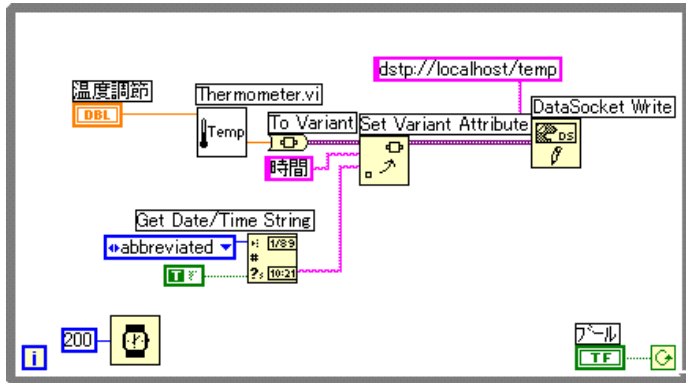 dstp://localhost/temp
温度調節
DBL
Thermometer.vi
Temp
To Variant
Set Variant Attribute
DataSocket Write
DS
時間
Get Date/Time String
abbreviated
1/89
#
?s 10:21
T
200
i
ブール
TF